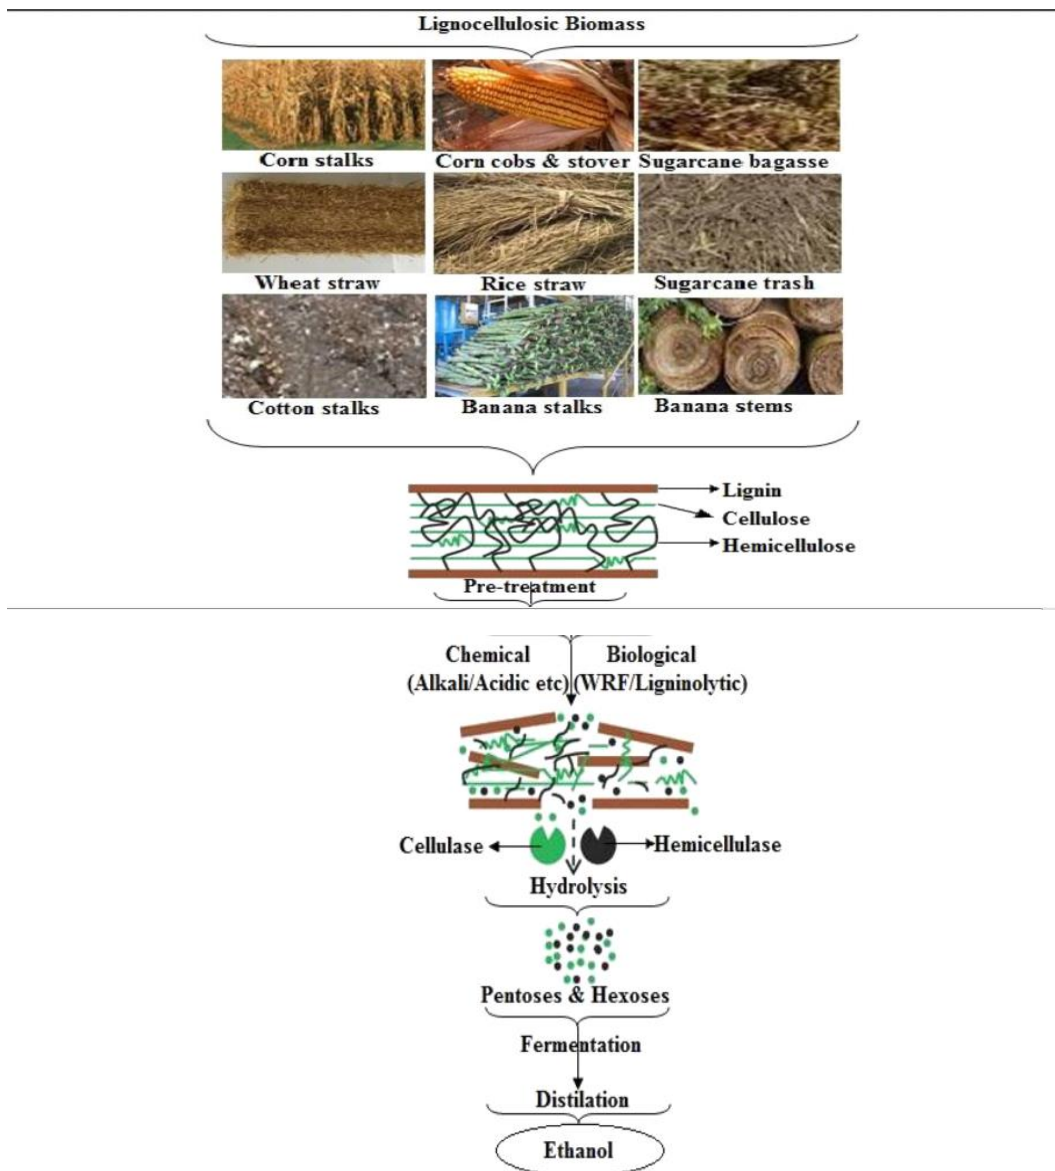 Lignocellulosic Biomass
Corn stalks
Corn cobs & stover
Sugarcane bagasse
Wheat straw
Rice straw
Sugarcane trash
Cotton stalks
Banana stalks
Banana stems
Lignin
Cellulose
Hemicellulose
Pre-treatment
Chemical
(Alkali/Acidic etc)
Biological
(WRF/Ligninolytic)
Cellulase
Hemicellulase
Hydrolysis
Pentoses & Hexoses
Fermentation
Distilation
Ethanol